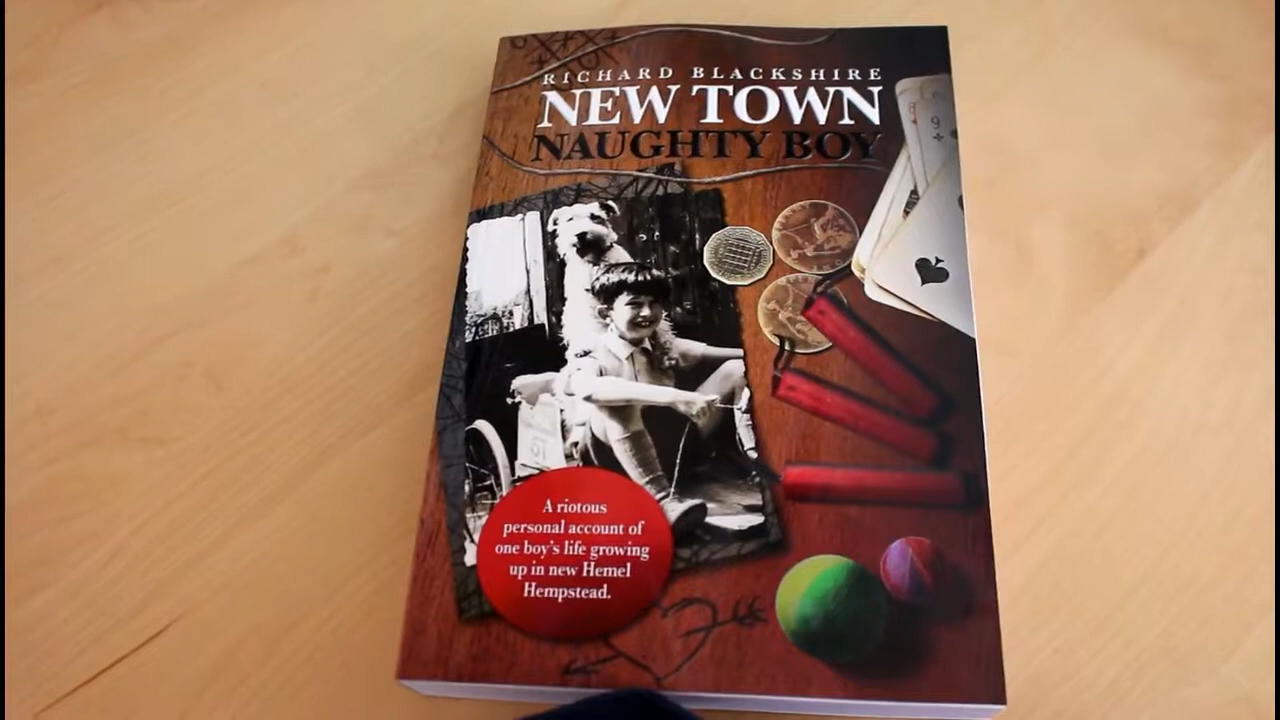 RICHARD BLACKSHIRE
NEW TOWN
NAUGHTY BOY
9
A riotous
personal account of
one boy's life growing
up in new Hemel
Hempstead.